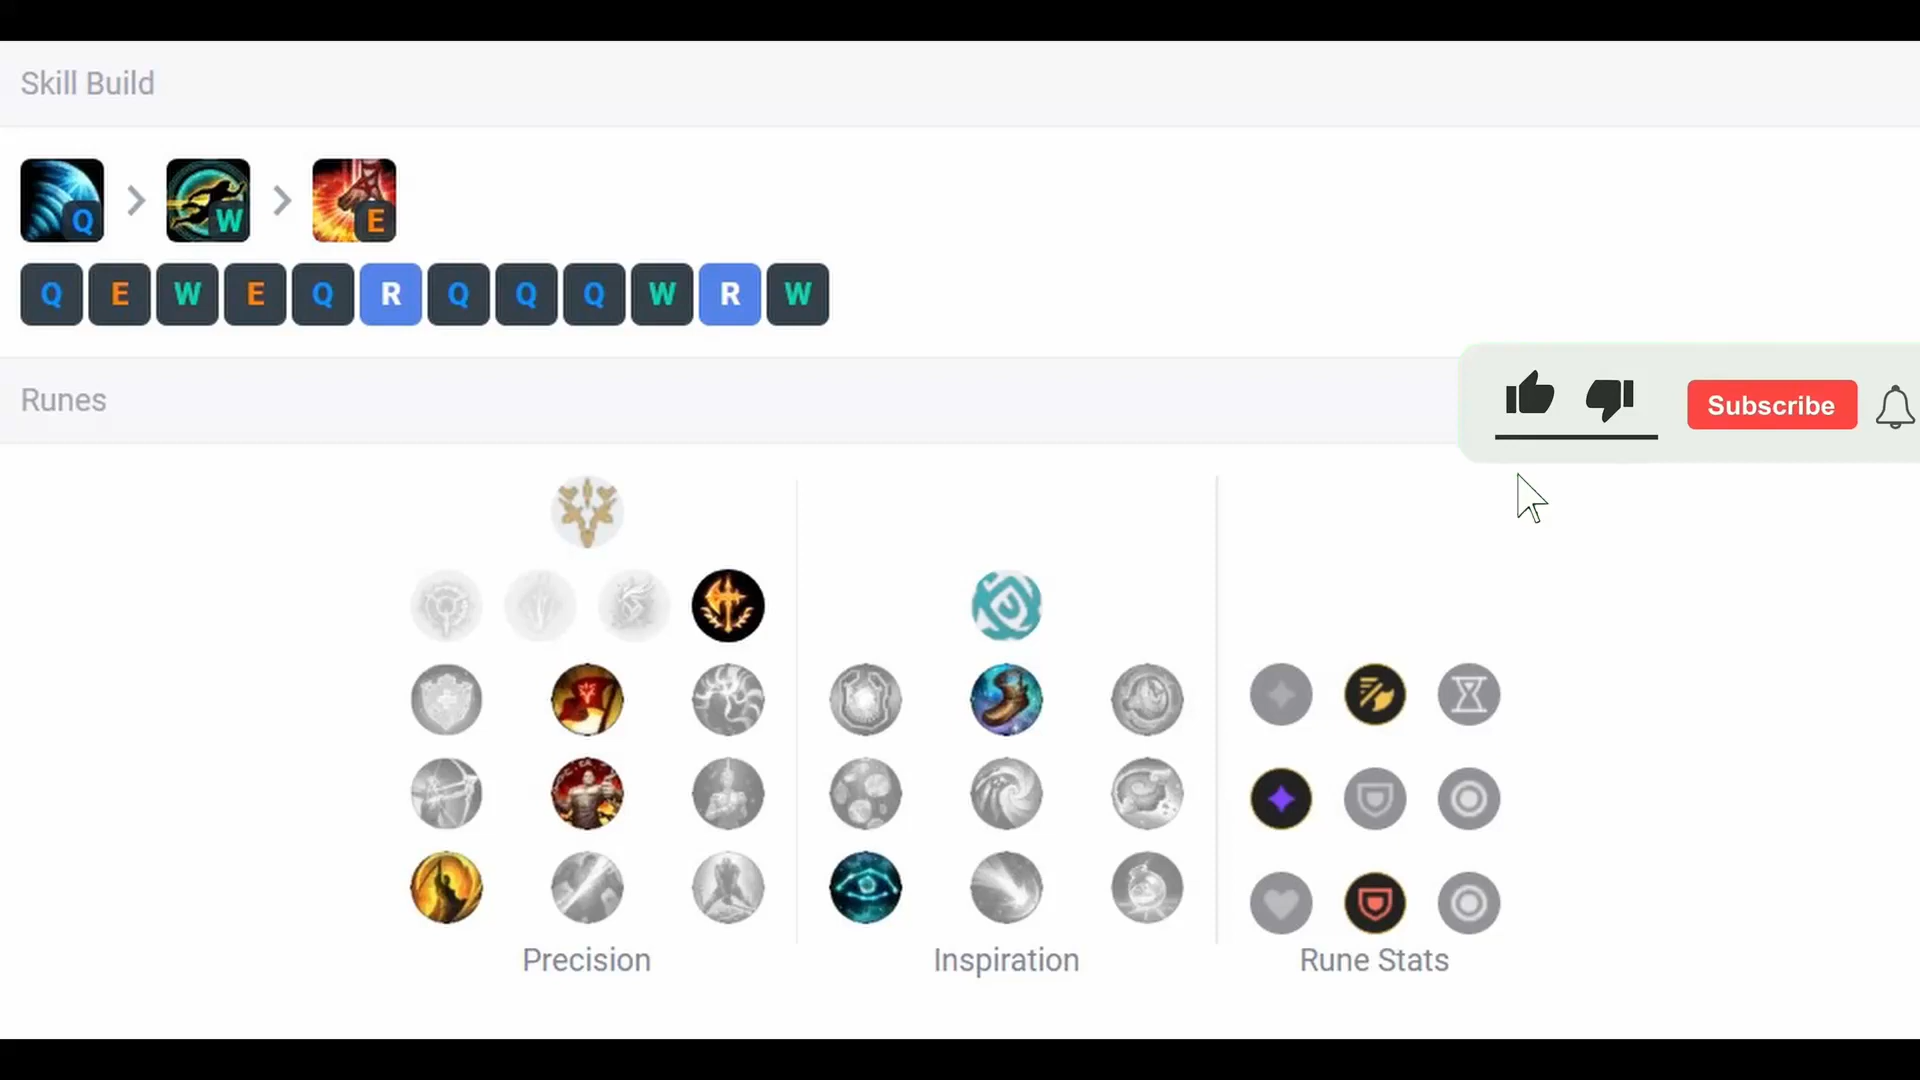 Skill Build
Q W E
Q E W E Q R Q Q Q W R W
Runes
Subscribe
Precision
Inspiration
Rune Stats